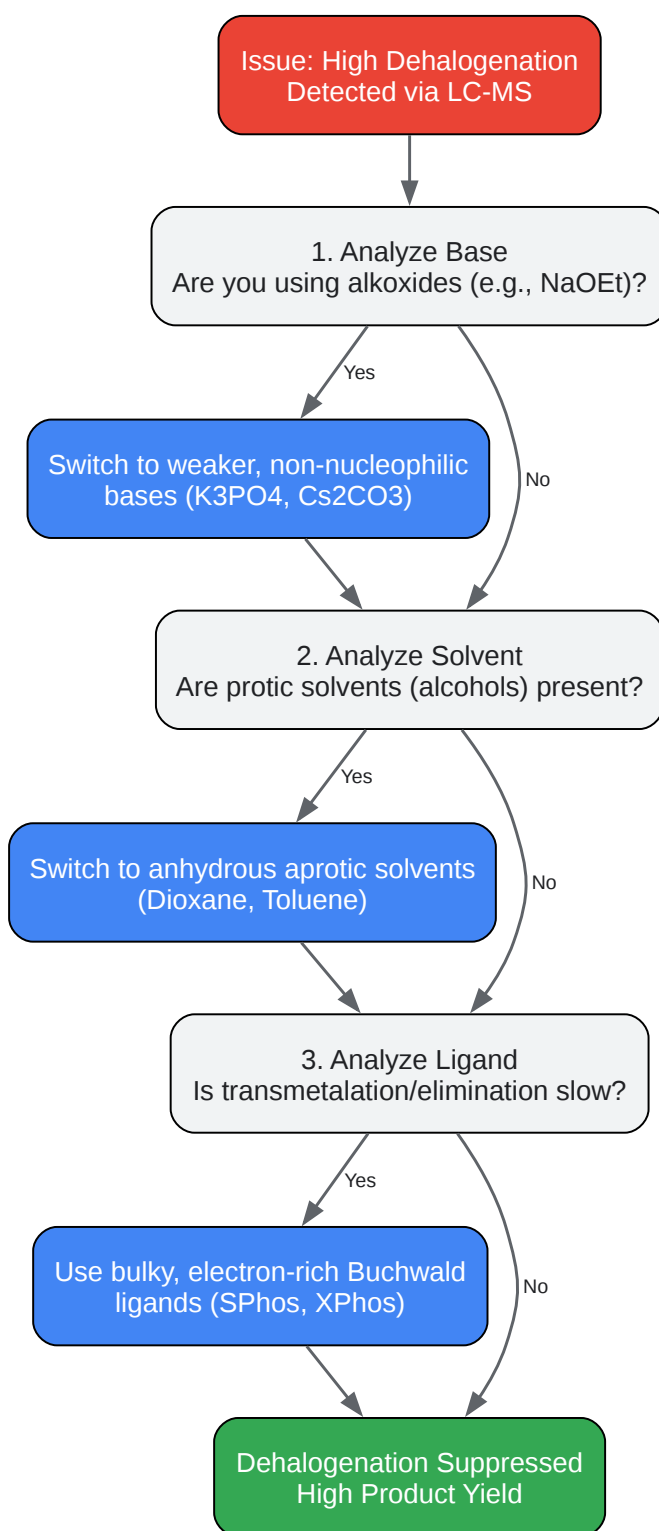 Issue: High Dehalogenation
Detected via LC-MS
1. Analyze Base
Are you using alkoxides (e.g., NaOEt)?
Yes
No
Switch to weaker, non-nucleophilic
bases (K3PO4, Cs2CO3)
2. Analyze Solvent
Are protic solvents (alcohols) present?
Yes
No
Switch to anhydrous aprotic solvents
(Dioxane, Toluene)
3. Analyze Ligand
Is transmetalation/elimination slow?
Yes
No
Use bulky, electron-rich Buchwald
ligands (SPhos, XPhos)
Dehalogenation Suppressed
High Product Yield